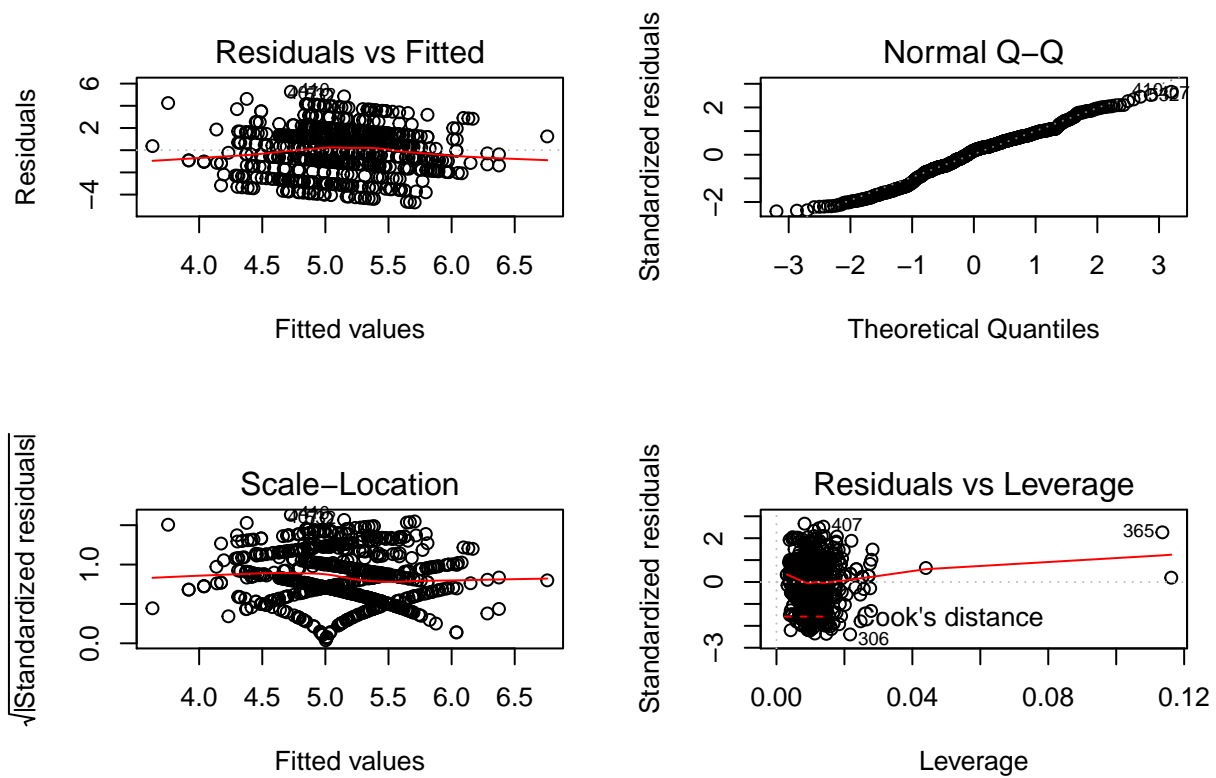 Residuals vs Fitted
Residuals
6
2
−4
4.0 4.5 5.0 5.5 6.0 6.5
Fitted values
Normal Q−Q
Standardized residuals
2
0
−2
−3 −2 −1 0 1 2 3
Theoretical Quantiles
Scale−Location
√|Standardized residuals|
1.0
0.0
4.0 4.5 5.0 5.5 6.0 6.5
Fitted values
Residuals vs Leverage
Standardized residuals
2
0
−3
407
365
Cook's distance
306
0.00 0.04 0.08 0.12
Leverage